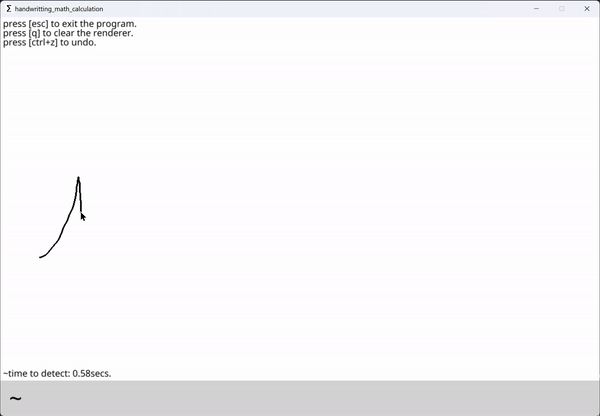 Σ handwritting_math_calculation
press [esc] to exit the program.
press [q] to clear the renderer.
press [ctrl+z] to undo.
~time to detect: 0.58secs.
~